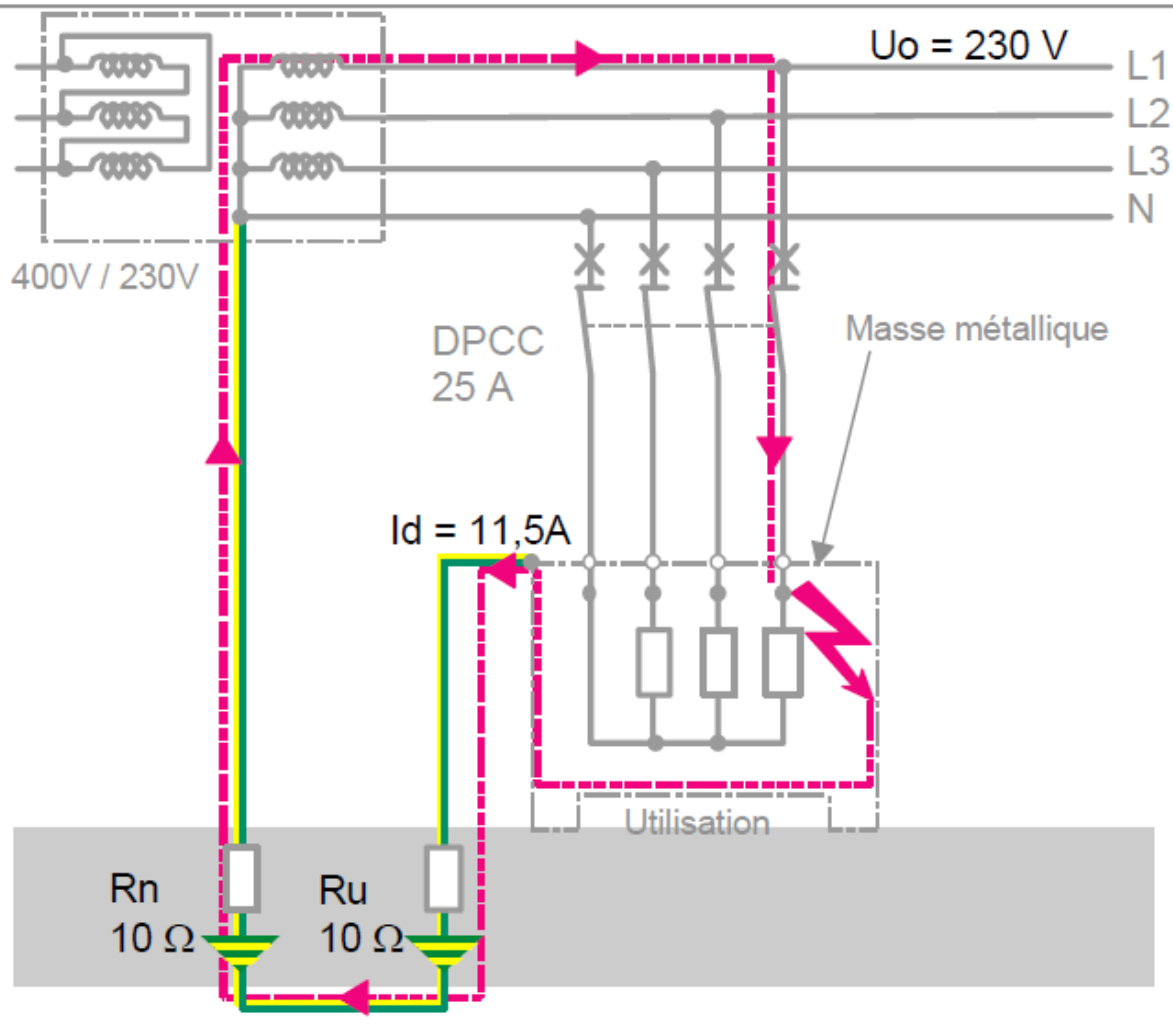 Uo = 230 V
L1
L2
L3
N
400V / 230V
DPCC
25 A
Masse métallique
Id = 11,5A
Utilisation
Rn
10 Ω
Ru
10 Ω